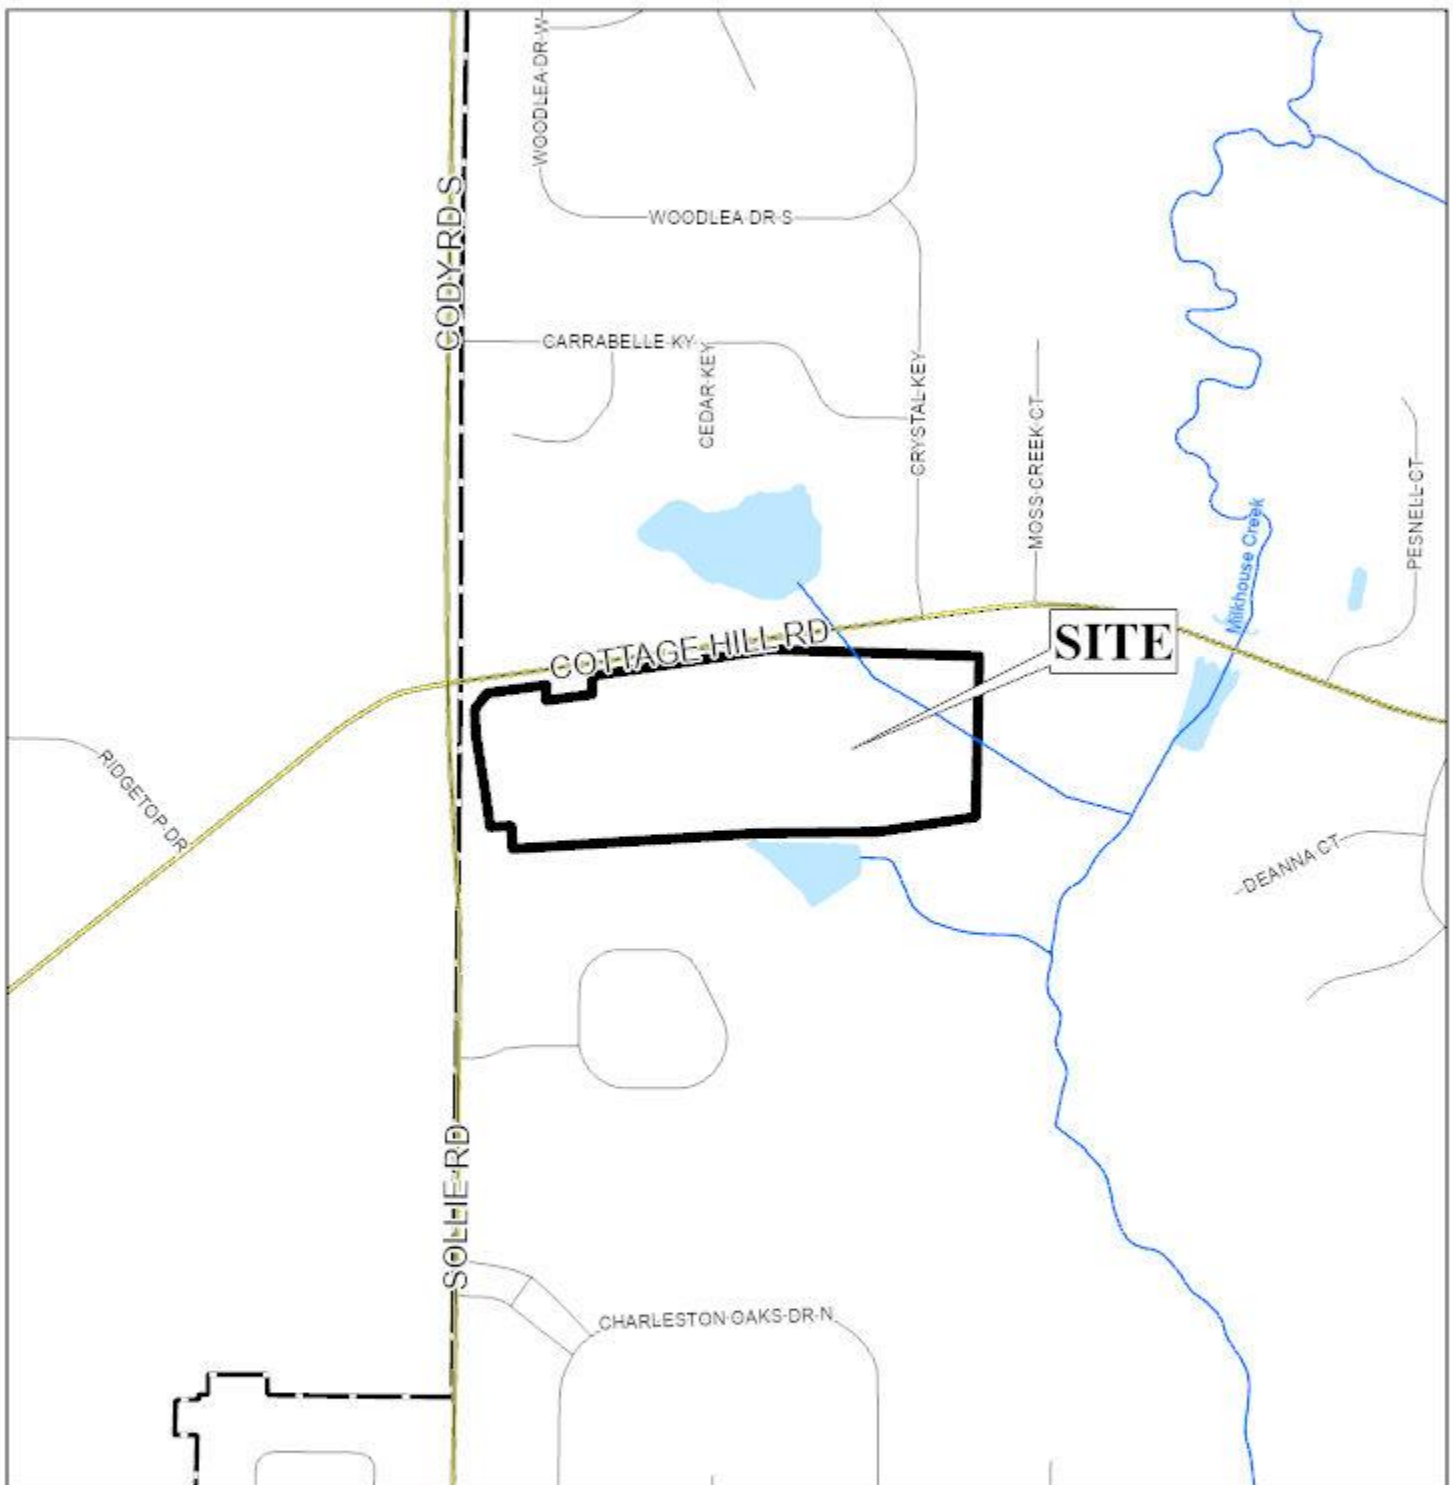 WOODLEA DR W
CODY RD S
WOODLEA DR S
CARRABELLE KY
CEDAR KEY
CRYSTAL KEY
MOSS CREEK CT
PESNELL CT
Milkhouse Creek
COTTAGE HILL RD
SITE
RIDGETOP DR
DEANNA CT
SOLLIE RD
CHARLESTON OAKS DR N